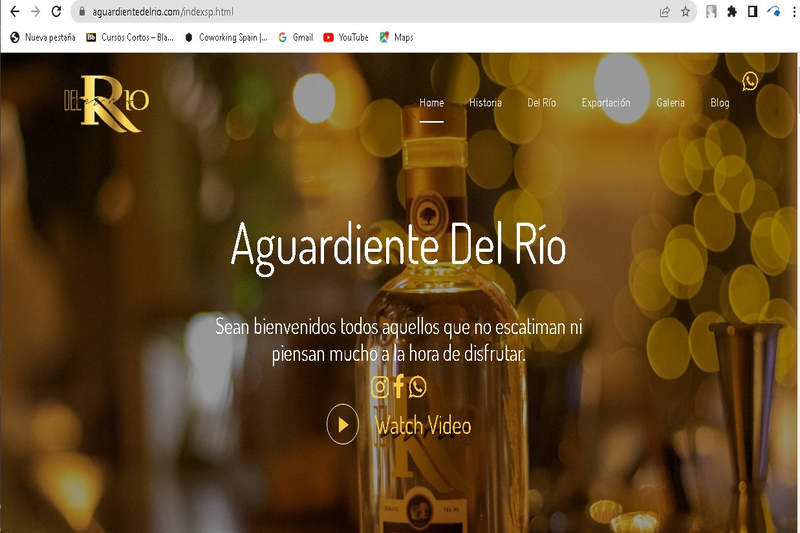 aguardientedelrio.com/indexsp.html
Nueva pestaña
Bb Cursos Cortos – Bla...
Coworking Spain |...
Gmail
YouTube
Maps
DEL R RIO
Home Historia Del Río Exportación Galeria Blog
Aguardiente Del Río
Sean bienvenidos todos aquellos que no escatiman ni
piensan mucho a la hora de disfrutar.
Watch Video